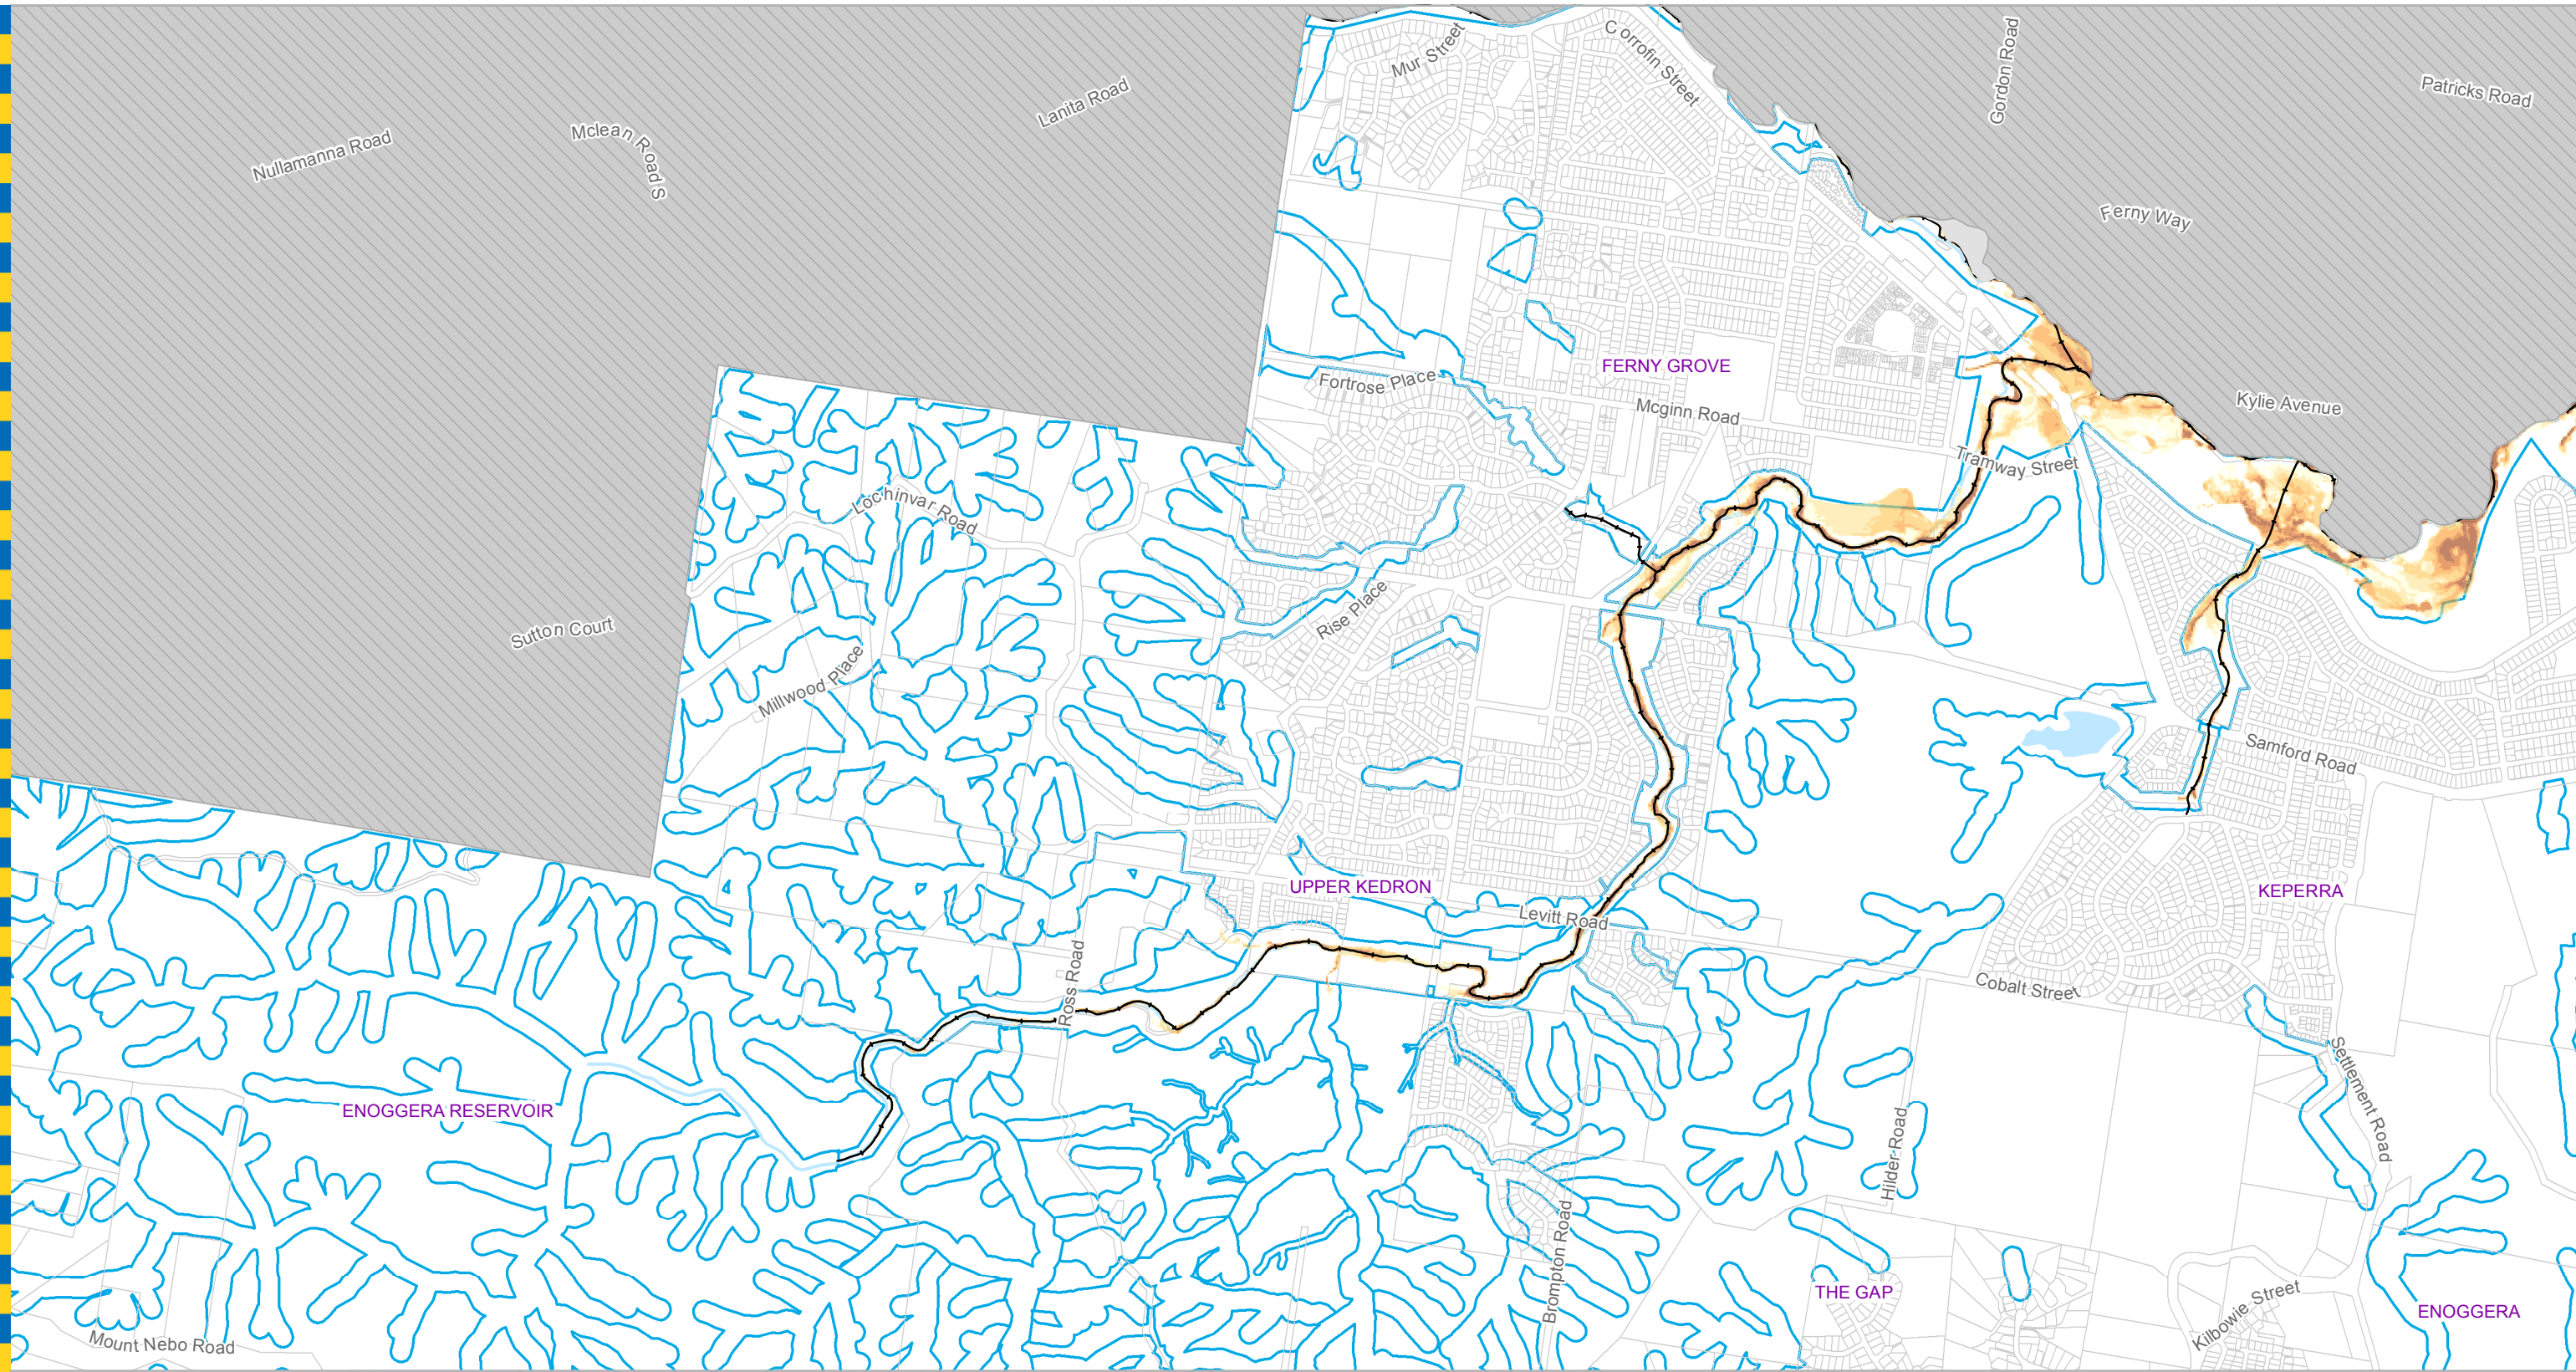 Mur Street
Corrofin Street
Gordon Road
Patricks Road
Lanita Road
Nullamanna Road
Mclean Road S
Ferny Way
FERNY GROVE
Fortrose Place
Mcginn Road
Kylie Avenue
Tramway Street
Lochinvar Road
Rise Place
Sutton Court
Millwood Place
Samford Road
UPPER KEDRON
KEPERRA
Levitt Road
Ross Road
Cobalt Street
ENOGGERA RESERVOIR
Settlement Road
Hilder Road
Brompton Road
THE GAP
Kilbowie Street
ENOGGERA
Mount Nebo Road